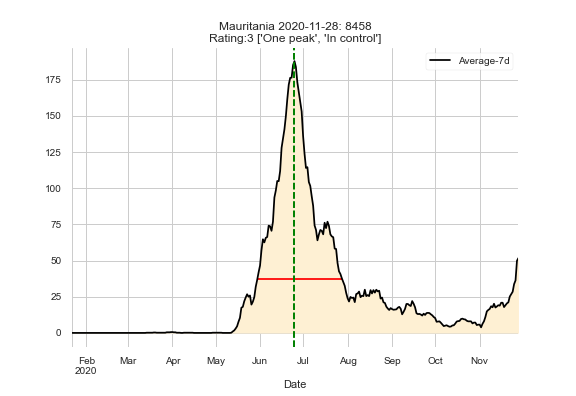 Mauritania 2020-11-28: 8458
Rating:3 ['One peak', 'In control']
Average-7d
175
150
125
100
75
50
25
0
Feb Mar Apr May Jun Jul Aug Sep Oct Nov
2020
Date